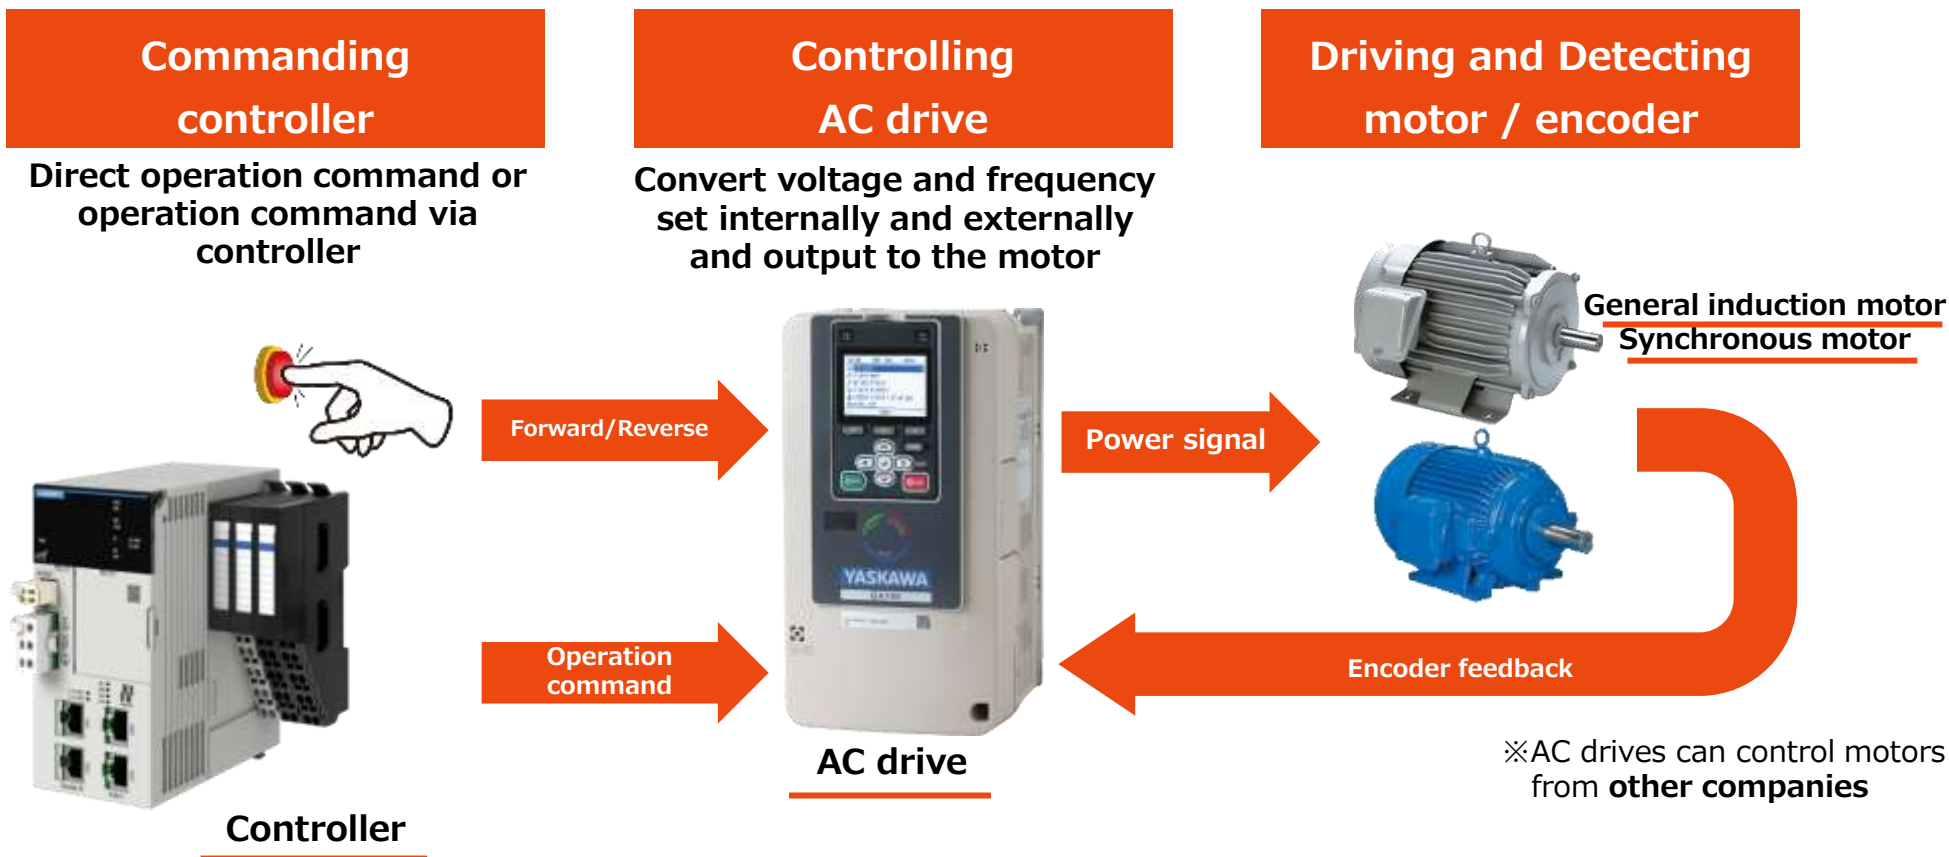 Commanding
controller
Controlling
AC drive
Driving and Detecting
motor / encoder
Direct operation command or
operation command via
controller
Convert voltage and frequency
set internally and externally
and output to the motor
General induction motor
Synchronous motor
Forward/Reverse
Power signal
YASKAWA
Operation
command
Encoder feedback
AC drive
※AC drives can control motors
from other companies
Controller